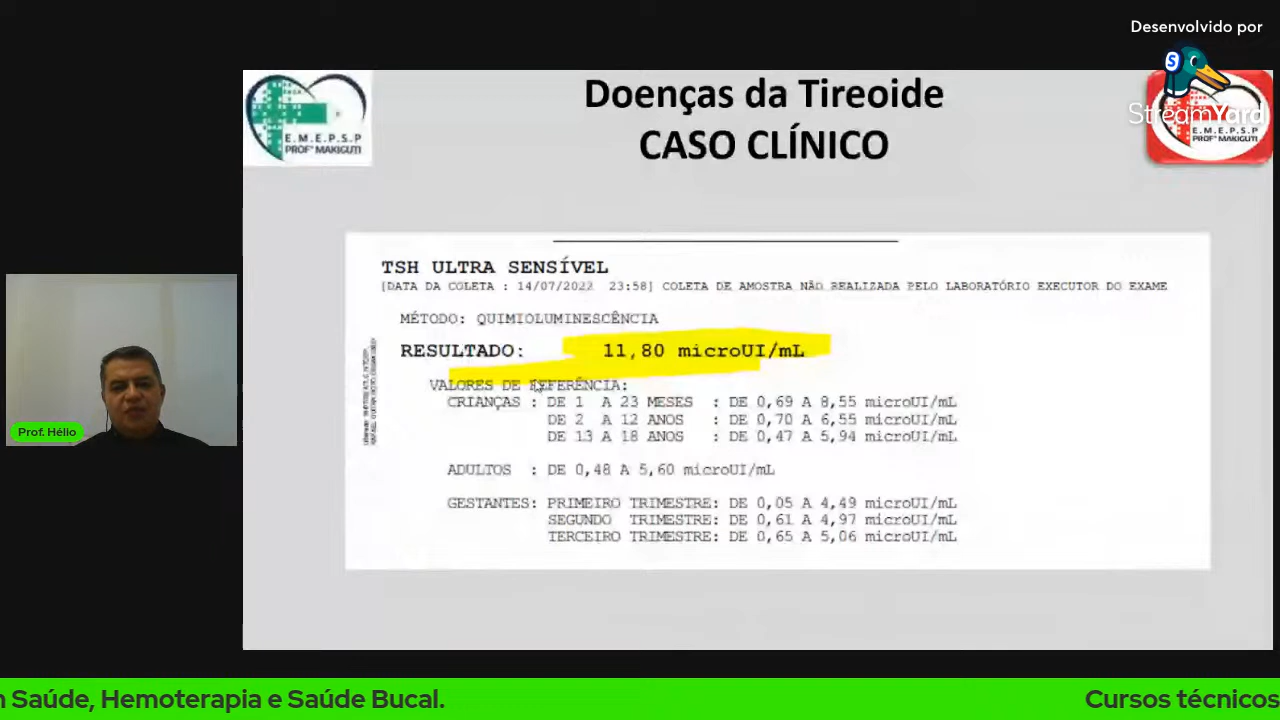 Desenvolvido por
StreamYard
Doenças da Tireoide
CASO CLÍNICO
E.M.E.P.S.P
PROFº MAKIGUTI
E.M.E.P.S.P
PROFº MAKIGUTI
TSH ULTRA SENSÍVEL
[DATA DA COLETA : 14/07/2022 23:58] COLETA DE AMOSTRA NÃO REALIZADA PELO LABORATÓRIO EXECUTOR DO EXAME
MÉTODO: QUIMIOLUMINESCÊNCIA
RESULTADO: 11,80 microUI/mL
VALORES DE REFERÊNCIA:
CRIANÇAS : DE 1 A 23 MESES : DE 0,69 A 8,55 microUI/mL
DE 2 A 12 ANOS : DE 0,70 A 6,55 microUI/mL
DE 13 A 18 ANOS : DE 0,47 A 5,94 microUI/mL
ADULTOS : DE 0,48 A 5,60 microUI/mL
GESTANTES: PRIMEIRO TRIMESTRE: DE 0,05 A 4,49 microUI/mL
SEGUNDO TRIMESTRE: DE 0,61 A 4,97 microUI/mL
TERCEIRO TRIMESTRE: DE 0,65 A 5,06 microUI/mL
Prof. Hélio
Saúde, Hemoterapia e Saúde Bucal.
Cursos técnicos